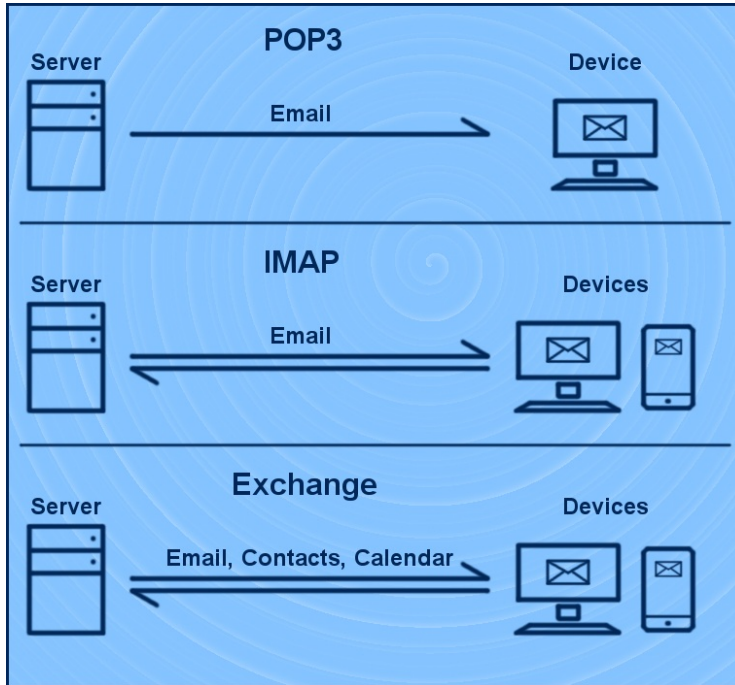 POP3
Server
Device
Email
IMAP
Server
Devices
Email
Exchange
Server
Devices
Email, Contacts, Calendar